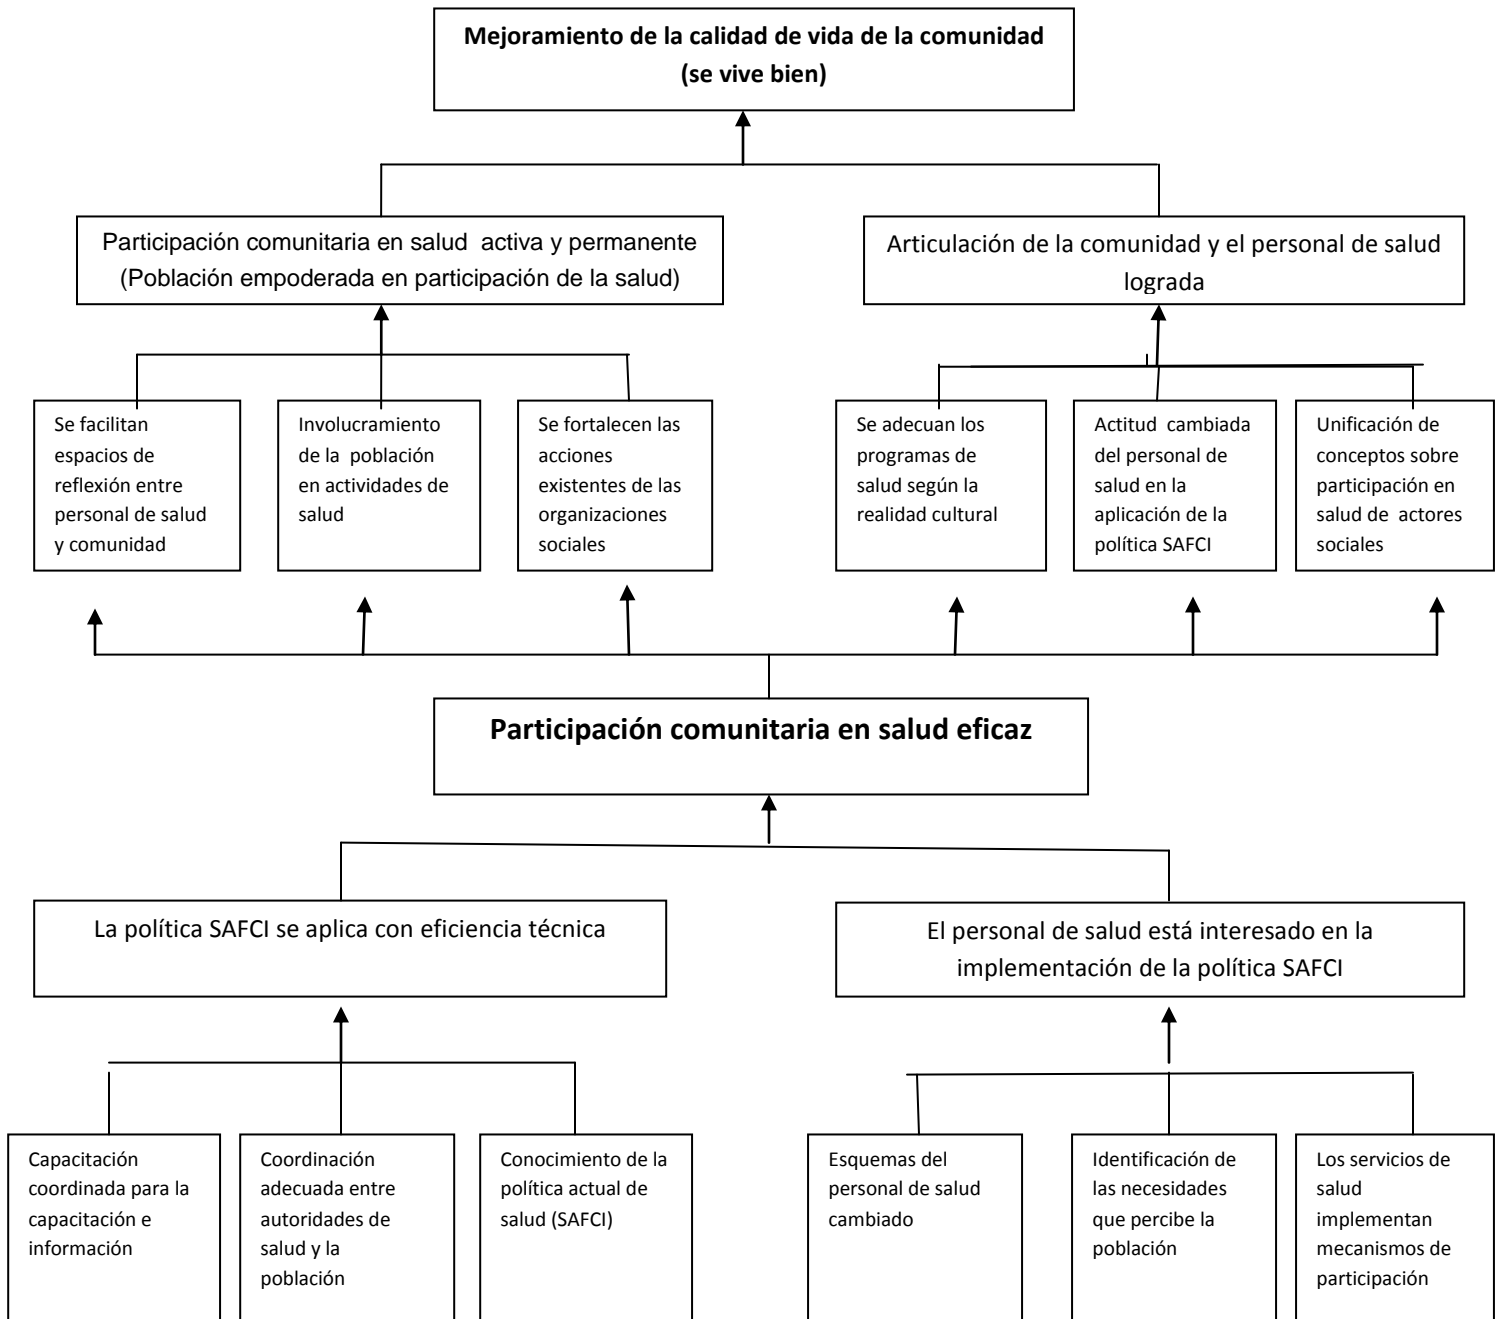 Mejoramiento de la calidad de vida de la comunidad
(se vive bien)
Participación comunitaria en salud activa y permanente
(Población empoderada en participación de la salud)
Articulación de la comunidad y el personal de salud
lograda
Se facilitan
espacios de
reflexión entre
personal de salud
y comunidad
Involucramiento
de la población
en actividades de
salud
Se fortalecen las
acciones
existentes de las
organizaciones
sociales
Se adecuan los
programas de
salud según la
realidad cultural
Actitud cambiada
del personal de
salud en la
aplicación de la
política SAFCI
Unificación de
conceptos sobre
participación en
salud de actores
sociales
Participación comunitaria en salud eficaz
La política SAFCI se aplica con eficiencia técnica
El personal de salud está interesado en la
implementación de la política SAFCI
Capacitación
coordinada para la
capacitación e
información
Coordinación
adecuada entre
autoridades de
salud y la
población
Conocimiento de la
política actual de
salud (SAFCI)
Esquemas del
personal de salud
cambiado
Identificación de
las necesidades
que percibe la
población
Los servicios de
salud
implementan
mecanismos de
participación